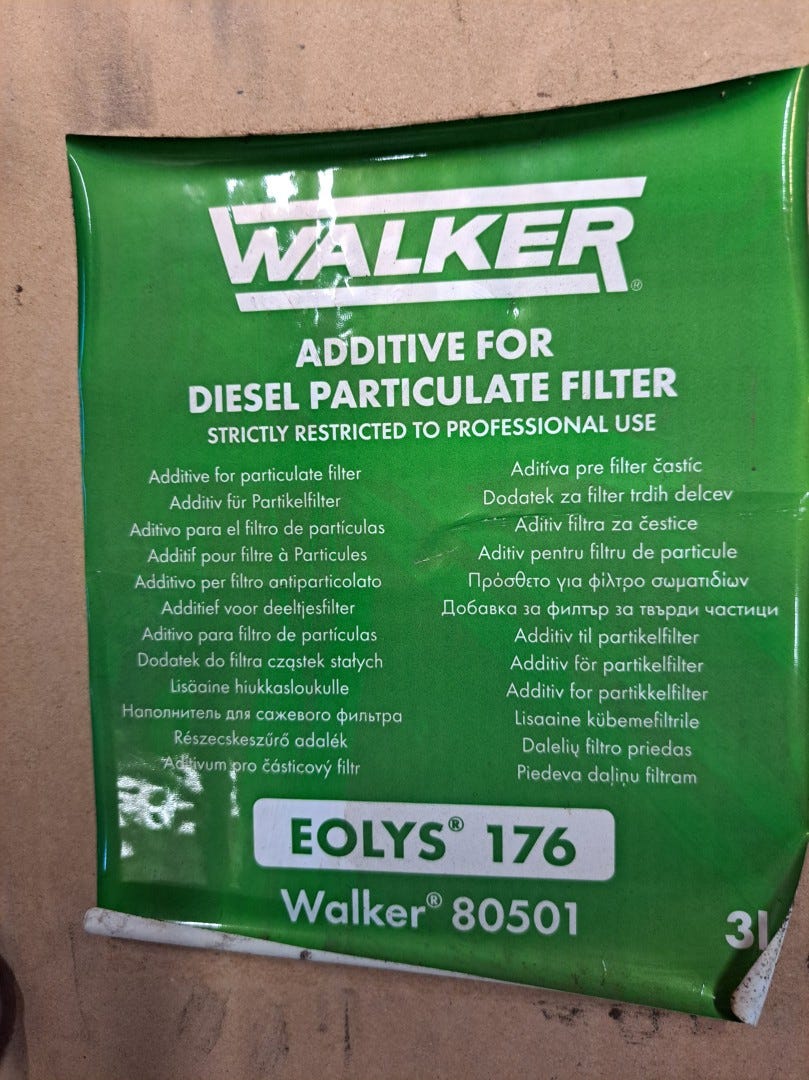 WALKER®
ADDITIVE FOR
DIESEL PARTICULATE FILTER
STRICTLY RESTRICTED TO PROFESSIONAL USE
Additive for particulate filter
Additiv für Partikelfilter
Aditivo para el filtro de partículas
Additif pour filtre à Particules
Additivo per filtro antiparticolato
Additief voor deeltjesfilter
Aditivo para filtro de partículas
Dodatek do filtra cząstek stałych
Lisäaine hiukkasloukulle
Наполнитель для сажевого фильтра
Részecskeszűrő adalék
Aditivum pro částicový filtr
Aditíva pre filter častíc
Dodatek za filter trdih delcev
Aditiv filtra za čestice
Aditiv pentru filtru de particule
Πρόσθετο για φίλτρο σωματιδίων
Добавка за филтър за твърди частици
Additiv til partikelfilter
Additiv för partikelfilter
Additiv for partikkelfilter
Lisaaine kübemefiltrile
Dalelių filtro priedas
Piedeva daļiņu filtram
EOLYS® 176
Walker® 80501
3l